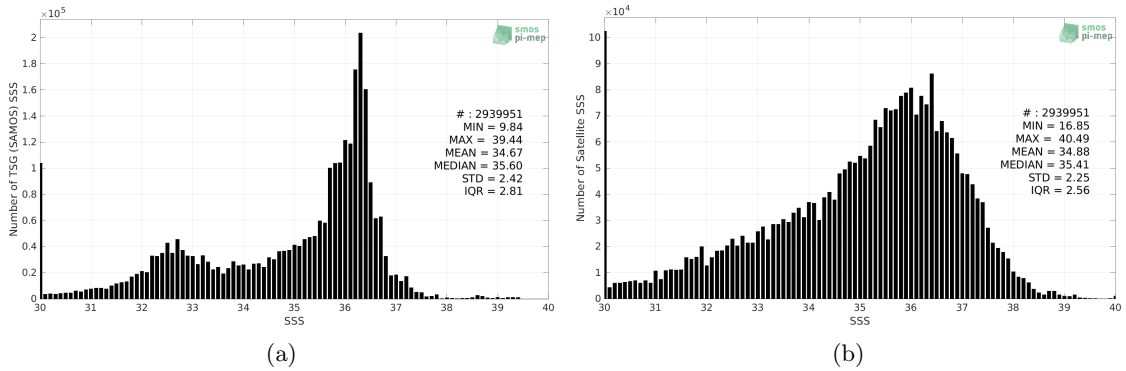 ×10⁵
smos
pi-mep
2
1.8
1.6
1.4
1.2
1
0.8
0.6
0.4
0.2
0
Number of TSG (SAMOS) SSS
# : 2939951
MIN = 9.84
MAX = 39.44
MEAN = 34.67
MEDIAN = 35.60
STD = 2.42
IQR = 2.81
30 31 32 33 34 35 36 37 38 39 40
SSS
(a)
×10⁴
smos
pi-mep
10
9
8
7
6
5
4
3
2
1
0
Number of Satellite SSS
# : 2939951
MIN = 16.85
MAX = 40.49
MEAN = 34.88
MEDIAN = 35.41
STD = 2.25
IQR = 2.56
30 31 32 33 34 35 36 37 38 39 40
SSS
(b)